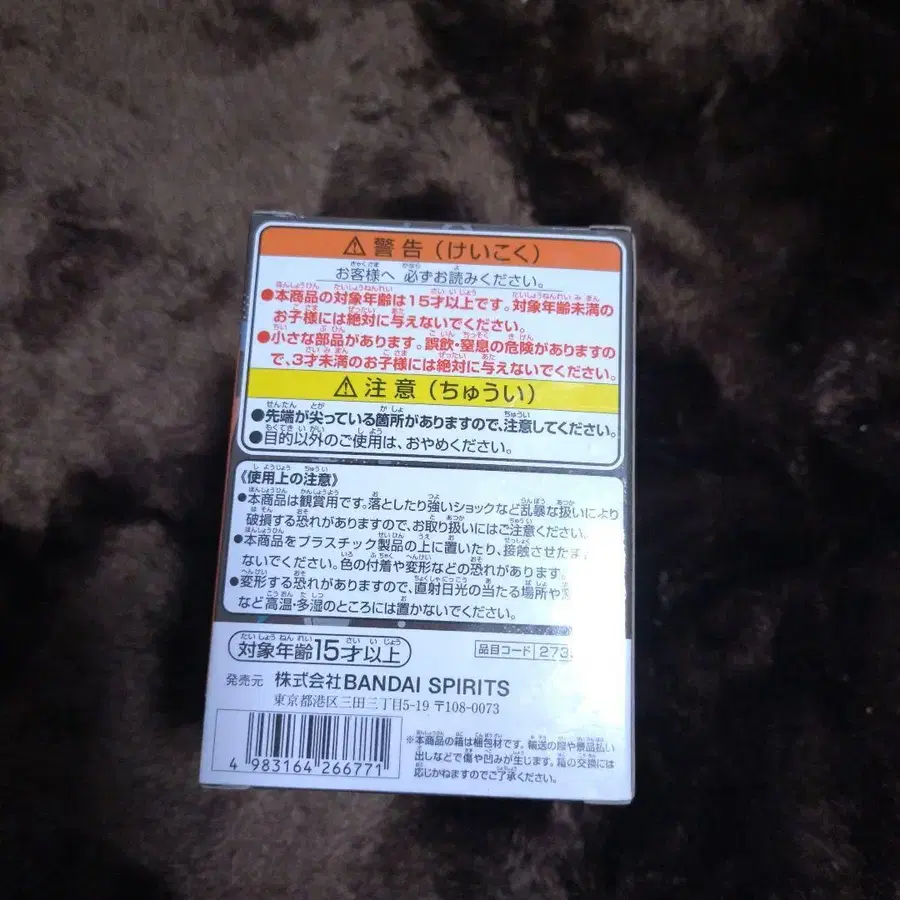 ⚠警告(けいこく)
お客様へ 必ずお読みください。
●本商品の対象年齢は15才以上です。対象年齢未満の
お子様には絶対に与えないでください。
●小さな部品があります。誤飲・窒息の危険がありますの
で、3才未満のお子様には絶対に与えないでください。
⚠注意(ちゅうい)
●先端が尖っている箇所がありますので、注意してください。
●目的以外のご使用は、おやめください。
《使用上の注意》
●本商品は観賞用です。落としたり強いショックなど乱暴な扱いにより
破損する恐れがありますので、お取り扱いにはご注意ください。
●本商品をプラスチック製品の上に置いたり、接触させたま
ないでください。色の付着や変形などの恐れがあります。
●変形する恐れがありますので、直射日光の当たる場所や
など高温・多湿のところには置かないでください。
対象年齢15才以上
品目コード 273
発売元 株式会社BANDAI SPIRITS
東京都港区三田三丁目5-19 〒108-0073
4 983164 266771
※本商品の箱は梱包材です。輸送の際や景品払い
出しなどで傷や凹みが生じます。箱の交換には
応じかねますのでご了承ください。